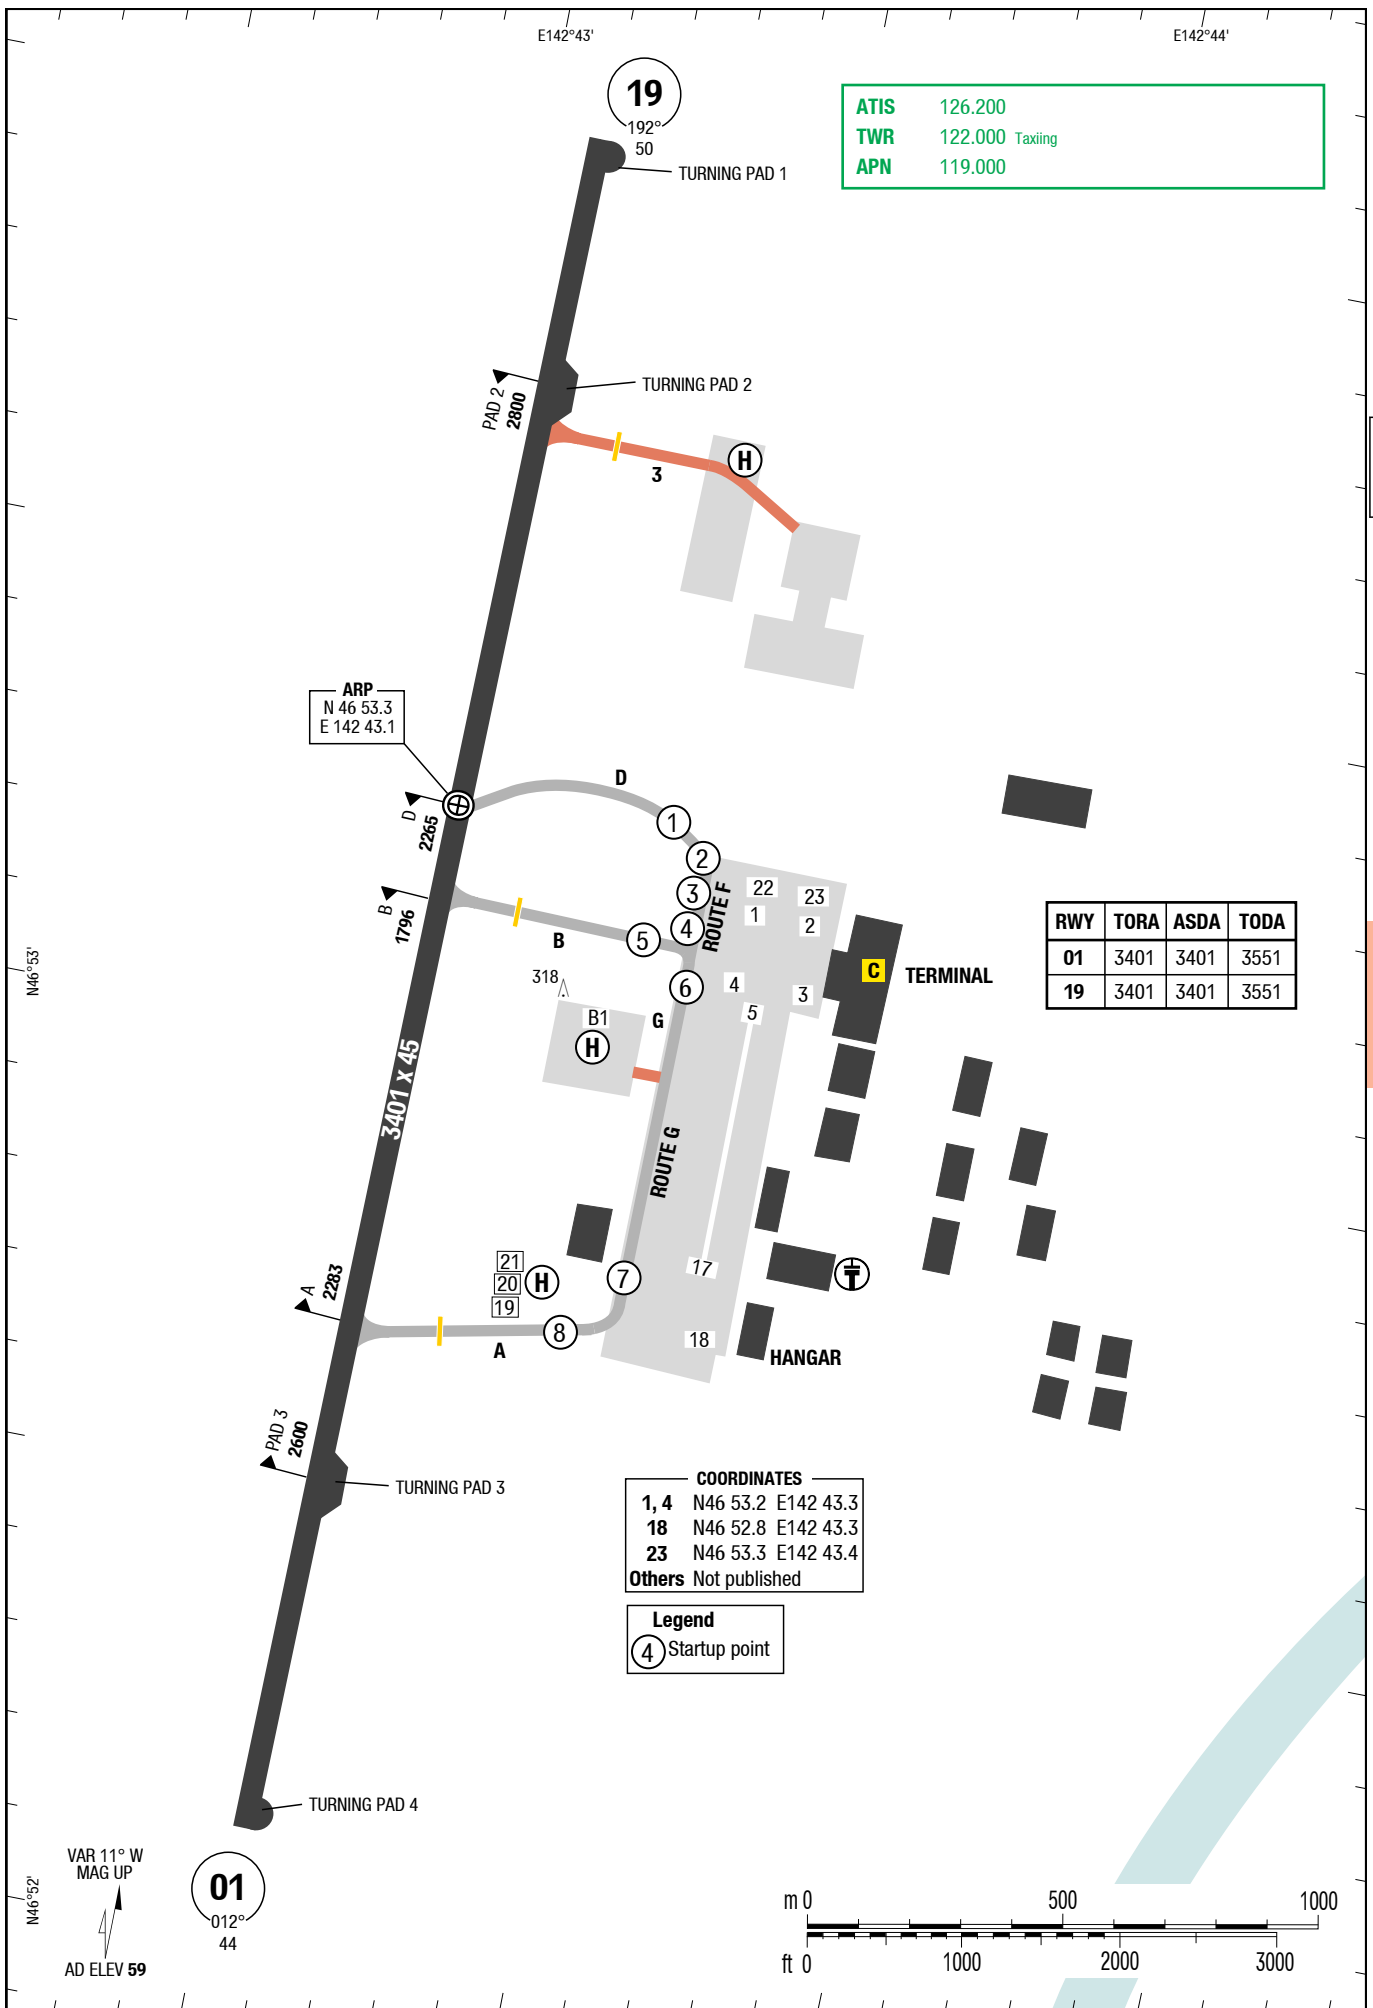 E142°43'
E142°44'
19
192°
50
TURNING PAD 1
ATIS 126.200
TWR 122.000 Taxiing
APN 119.000
TURNING PAD 2
PAD 2
2800
3
H
ARP
N 46 53.3
E 142 43.1
D
2265
D
1
2
3
4
ROUTE F
22
23
1
2
B
1796
B
5
6
4
3
5
C
TERMINAL
RWY TORA ASDA TODA
01 3401 3401 3551
19 3401 3401 3551
N46°53'
318
B1
H
G
3401 x 45
ROUTE G
21
20
19
H
7
17
18
HANGAR
A
2283
8
A
PAD 3
2600
TURNING PAD 3
COORDINATES
1, 4 N46 53.2 E142 43.3
18 N46 52.8 E142 43.3
23 N46 53.3 E142 43.4
Others Not published
Legend
4 Startup point
TURNING PAD 4
01
012°
44
N46°52'
VAR 11° W
MAG UP
AD ELEV 59
m 0 500 1000
ft 0 1000 2000 3000